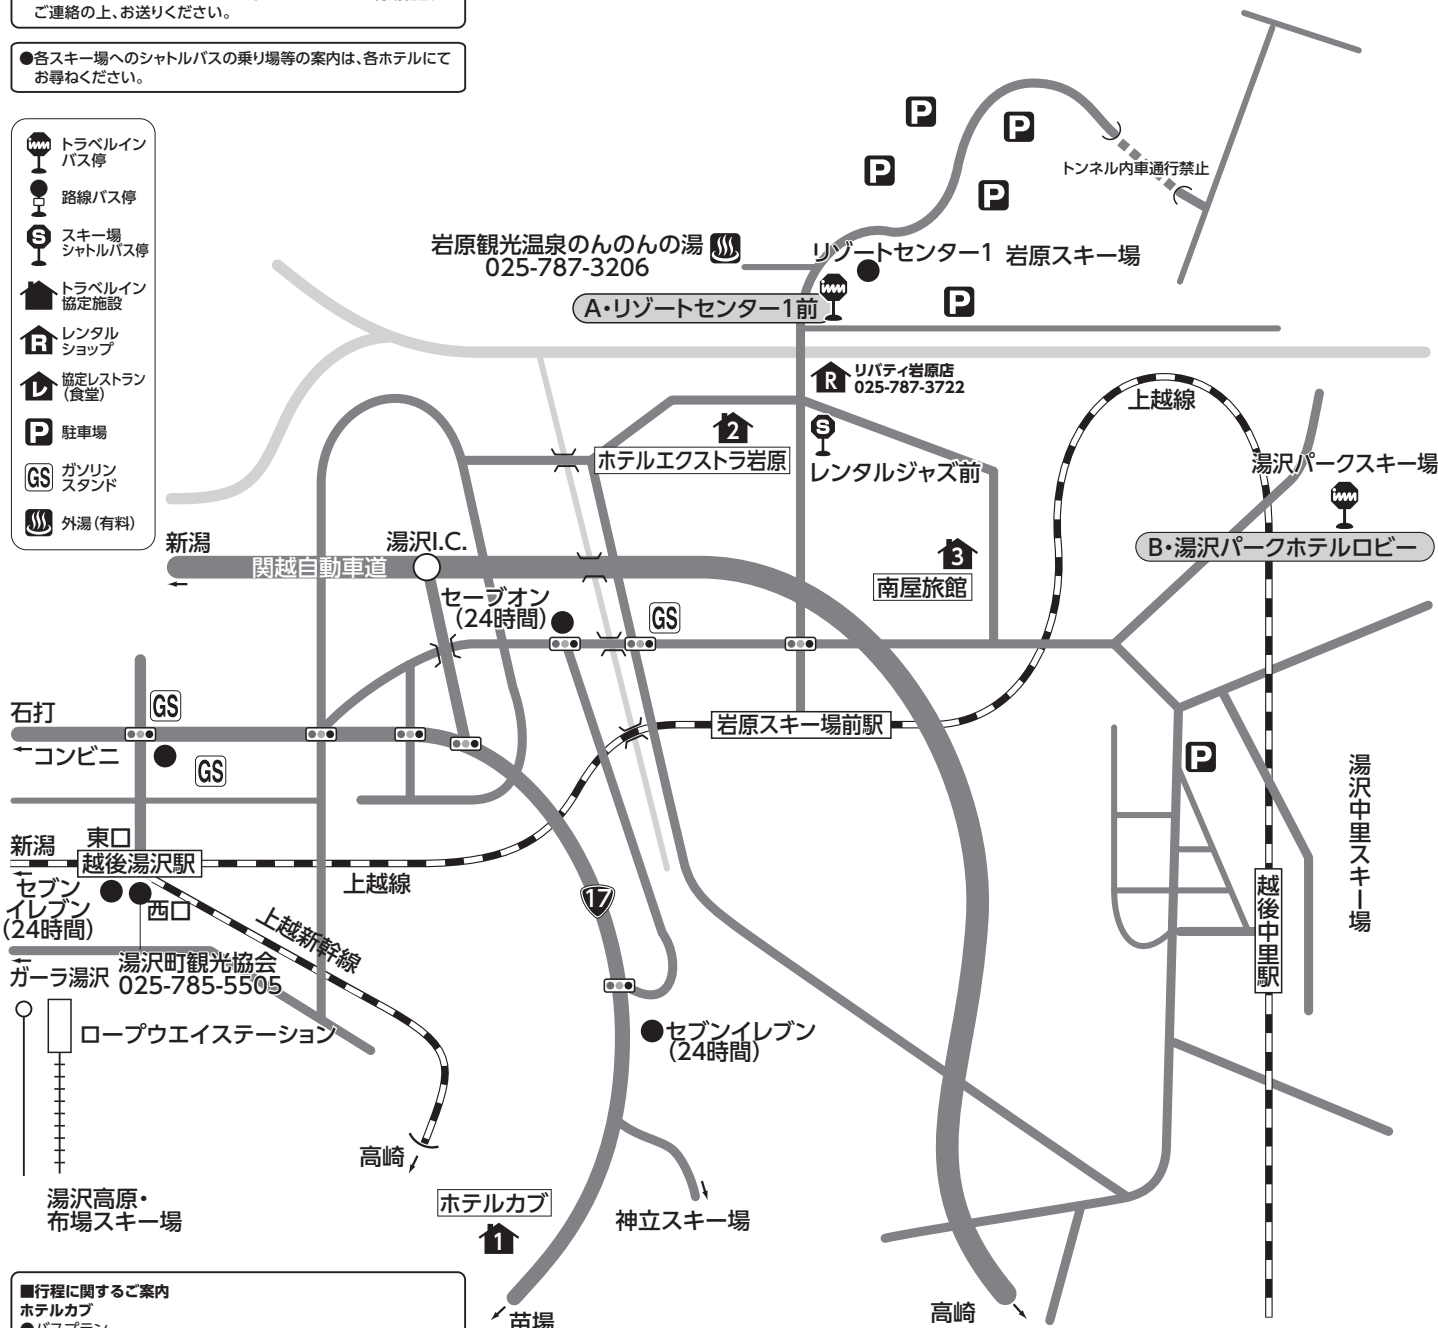 ご連絡の上、お送りください。
●各スキー場へのシャトルバスの乗り場等の案内は、各ホテルにて
お尋ねください。
トラベルイン
バス停
路線バス停
S
スキー場
シャトルバス停
トラベルイン
協定施設
R
レンタル
ショップ
レ
協定レストラン
(食堂)
P
駐車場
GS
ガソリン
スタンド
外湯(有料)
P
P
P
P
トンネル内車通行禁止
岩原観光温泉のんのんの湯
025-787-3206
リゾートセンター1
岩原スキー場
A・リゾートセンター1前
P
R
リバティ岩原店
025-787-3722
上越線
2
ホテルエクストラ岩原
S
レンタルジャズ前
湯沢パークスキー場
B・湯沢パークホテルロビー
新潟
関越自動車道
湯沢I.C.
3
南屋旅館
セーブオン
(24時間)
GS
石打
GS
コンビニ
GS
岩原スキー場前駅
P
湯沢中里スキー場
新潟
東口
越後湯沢駅
上越線
セブン
イレブン
(24時間)
西口
上越新幹線
17
越後中里駅
ガーラ湯沢
湯沢町観光協会
025-785-5505
ロープウエイステーション
セブンイレブン
(24時間)
高崎
湯沢高原・
布場スキー場
ホテルカブ
1
神立スキー場
苗場
高崎
■行程に関するご案内
ホテルカブ
●バスプラン